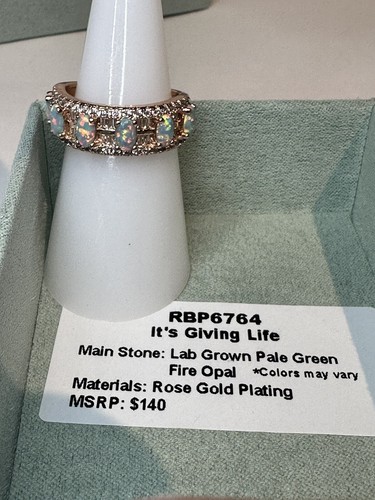 RBP6764
It's Giving Life
Main Stone: Lab Grown Pale Green
Fire Opal *Colors may vary
Materials: Rose Gold Plating
MSRP: $140